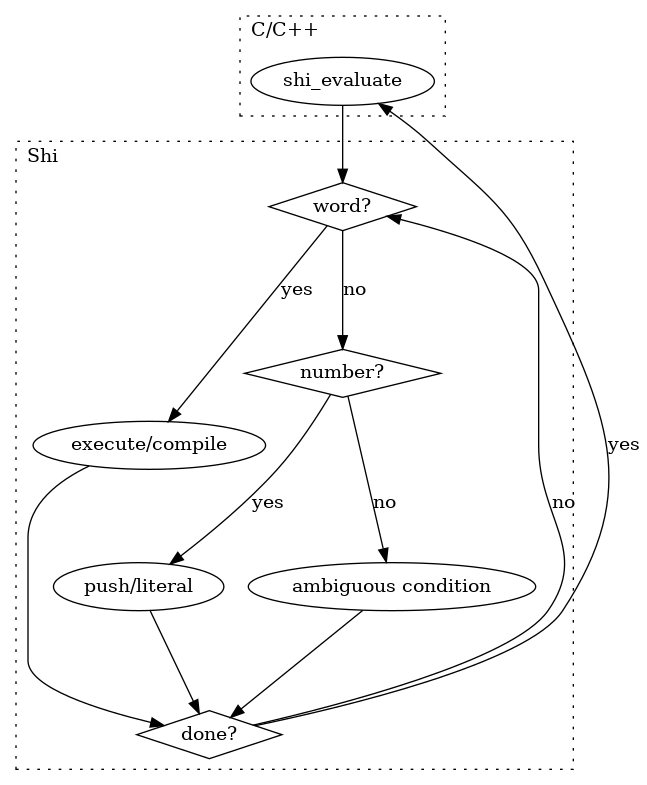 C/C++
shi_evaluate
Shi
word?
yes
no
number?
execute/compile
yes
yes
no
no
push/literal
ambiguous condition
done?